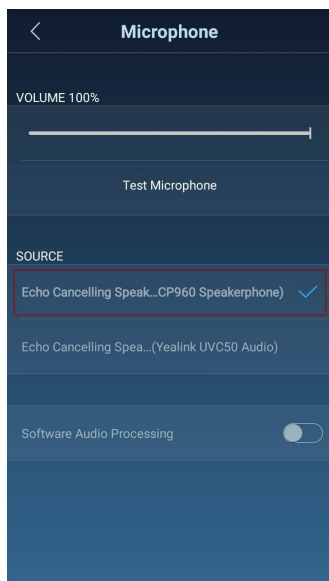 Microphone
VOLUME 100%
Test Microphone
SOURCE
Echo Cancelling Speak...CP960 Speakerphone)
Echo Cancelling Spea...(Yealink UVC50 Audio)
Software Audio Processing